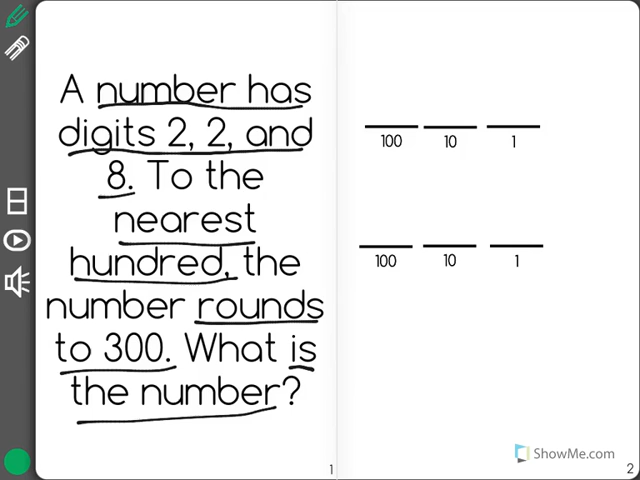 A number has
digits 2, 2, and
8. To the
nearest
hundred, the
number rounds
to 300. What is
the number?
1
100 10 1
100 10 1
ShowMe.com
2